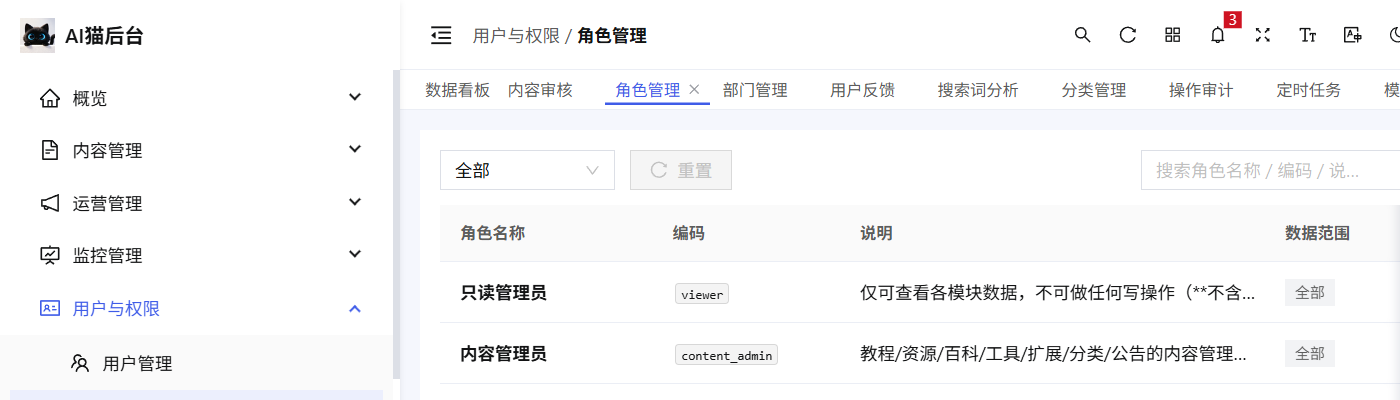 AI猫后台
用户与权限 / 角色管理
3
概览
内容管理
运营管理
监控管理
用户与权限
用户管理
数据看板 内容审核 角色管理 部门管理 用户反馈 搜索词分析 分类管理 操作审计 定时任务 模
全部 重置 搜索角色名称 / 编码 / 说...
角色名称 编码 说明 数据范围
只读管理员 viewer 仅可查看各模块数据，不可做任何写操作（**不含... 全部
内容管理员 content_admin 教程/资源/百科/工具/扩展/分类/公告的内容管理... 全部